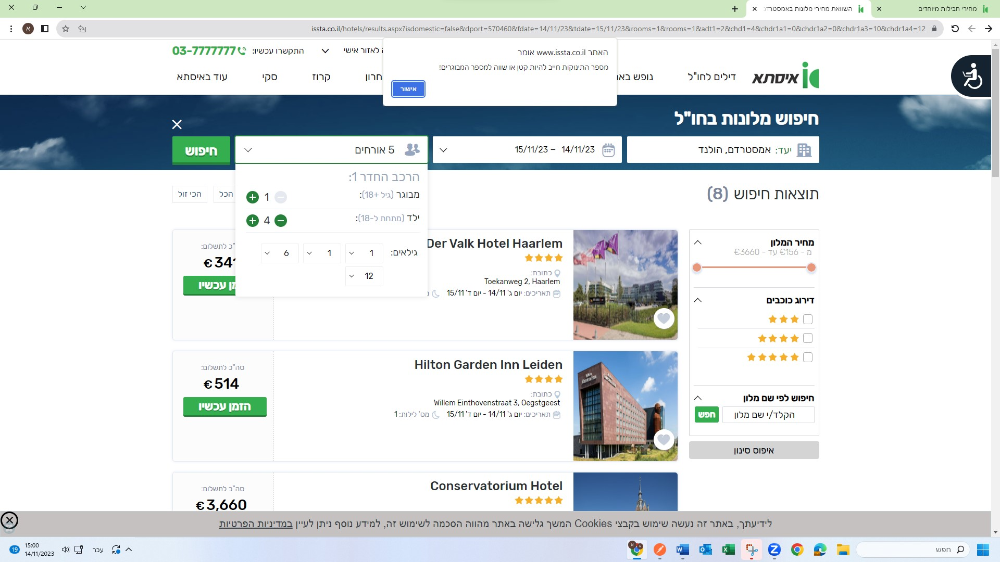 מחירי חבילות מיוחדים
השוואת מחירי מלונות באמסטרדם
issta.co.il/hotels/results.aspx?isdomestic=false&dport=570460&fdate=14/11/23&tdate=15/11/23&rooms=1&rooms=1&adt1=2&chd1=4&chdr1a1=0&chdr1a2=0&chdr1a3=10&chdr1a4=12
האתר www.issta.co.il אומר
מספר התינוקות חייב להיות קטן או שווה למספר המבוגרים!
אישור
לאזור אישי
התקשרו עכשיו: 03-7777777
איסתא
דילים לחו"ל
נופש בא
חרון
קרוז
סקי
עוד באיסתא
חיפוש מלונות בחו"ל
יעד: אמסטרדם, הולנד
14/11/23 – 15/11/23
5 אורחים
חיפוש
הרכב החדר 1:
מבוגר (גיל 18+):
1
ילד (מתחת ל-18):
4
גילאים:
1
1
6
12
תוצאות חיפוש (8)
הכל
הכי זול
מחיר המלון
מ - €156 עד - €3660
דירוג כוכבים
חיפוש לפי שם מלון
הקלד/י שם מלון
חפש
איפוס סינון
Der Valk Hotel Haarlem
כתובת:
Toekanweg 2, Haarlem
תאריכים: יום ג' 14/11 - יום ד' 15/11
"כ לתשלום:
€ 341
הזמן עכשיו
Hilton Garden Inn Leiden
כתובת:
Willem Einthovenstraat 3, Oegstgeest
תאריכים: יום ג' 14/11 - יום ד' 15/11 מס' לילות: 1
סה"כ לתשלום:
€ 514
הזמן עכשיו
Conservatorium Hotel
סה"כ לתשלום:
€ 3,660
לידיעתך, באתר זה נעשה שימוש בקבצי Cookies המשך גלישה באתר מהווה הסכמה לשימוש זה, למידע נוסף ניתן לעיין במדיניות הפרטיות
חפש
עבר
15:00
14/11/2023
19